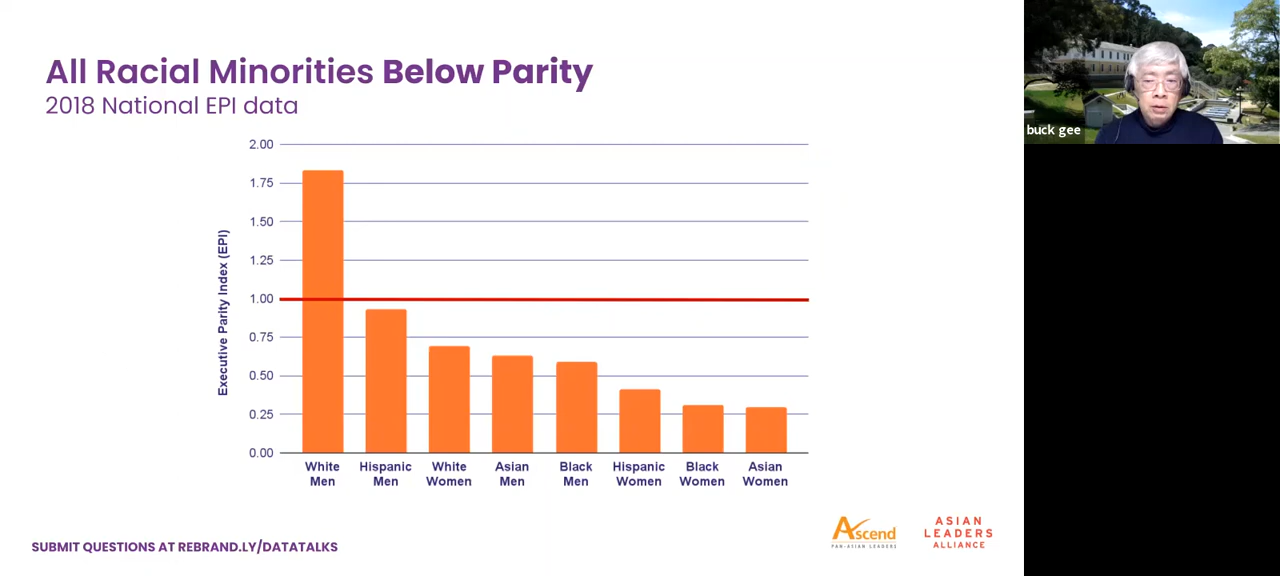 All Racial Minorities Below Parity
2018 National EPI data
buck gee
Executive Parity Index (EPI)
2.00
1.75
1.50
1.25
1.00
0.75
0.50
0.25
0.00
White Men
Hispanic Men
White Women
Asian Men
Black Men
Hispanic Women
Black Women
Asian Women
SUBMIT QUESTIONS AT REBRAND.LY/DATATALKS
Ascend
PAN-ASIAN LEADERS
ASIAN
LEADERS
ALLIANCE